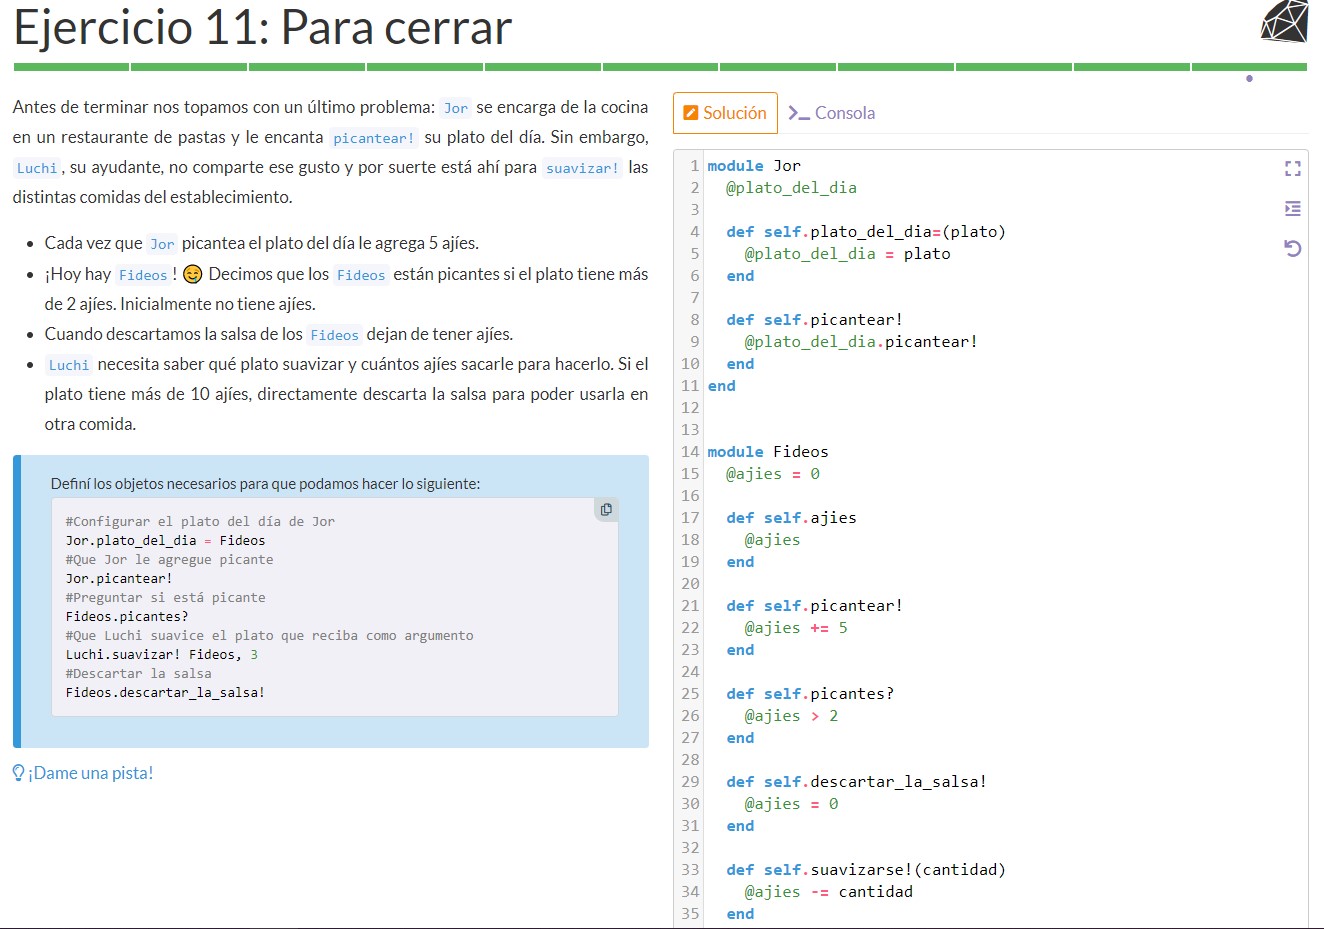 Ejercicio 11: Para cerrar
Antes de terminar nos topamos con un último problema: Jor se encarga de la cocina
en un restaurante de pastas y le encanta picantear! su plato del día. Sin embargo,
Luchi, su ayudante, no comparte ese gusto y por suerte está ahí para suavizar! las
distintas comidas del establecimiento.
Cada vez que Jor picantea el plato del día le agrega 5 ajíes.
¡Hoy hay Fideos! 😋 Decimos que los Fideos están picantes si el plato tiene más
de 2 ajíes. Inicialmente no tiene ajíes.
Cuando descartamos la salsa de los Fideos dejan de tener ajíes.
Luchi necesita saber qué plato suavizar y cuántos ajíes sacarle para hacerlo. Si el
plato tiene más de 10 ajíes, directamente descarta la salsa para poder usarla en
otra comida.
Definí los objetos necesarios para que podamos hacer lo siguiente:
#Configurar el plato del día de Jor
Jor.plato_del_dia = Fideos
#Que Jor le agregue picante
Jor.picantear!
#Preguntar si está picante
Fideos.picantes?
#Que Luchi suavice el plato que reciba como argumento
Luchi.suavizar! Fideos, 3
#Descartar la salsa
Fideos.descartar_la_salsa!
¡Dame una pista!
Solución
Consola
1 module Jor
2 @plato_del_dia
3
4 def self.plato_del_dia=(plato)
5 @plato_del_dia = plato
6 end
7
8 def self.picantear!
9 @plato_del_dia.picantear!
10 end
11 end
12
13
14 module Fideos
15 @ajies = 0
16
17 def self.ajies
18 @ajies
19 end
20
21 def self.picantear!
22 @ajies += 5
23 end
24
25 def self.picantes?
26 @ajies > 2
27 end
28
29 def self.descartar_la_salsa!
30 @ajies = 0
31 end
32
33 def self.suavizarse!(cantidad)
34 @ajies -= cantidad
35 end